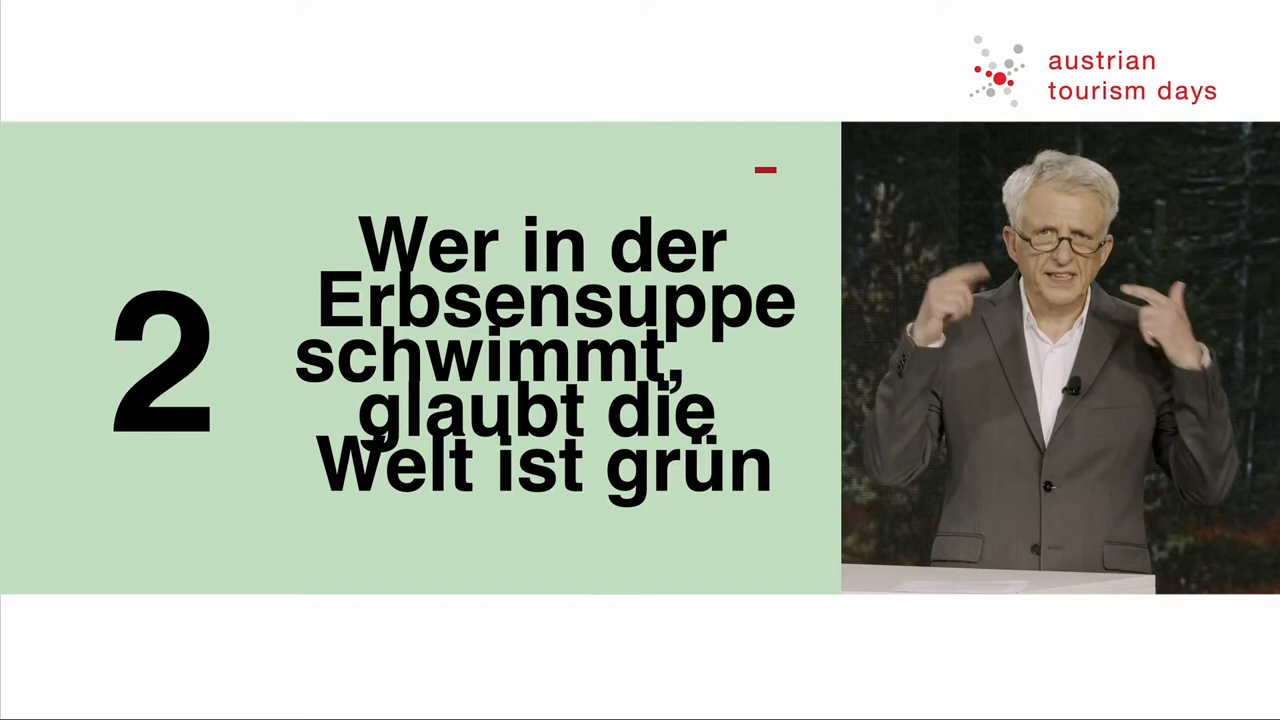 austrian
tourism days
2
Wer in der
Erbsensuppe
schwimmt,
glaubt die
Welt ist grün